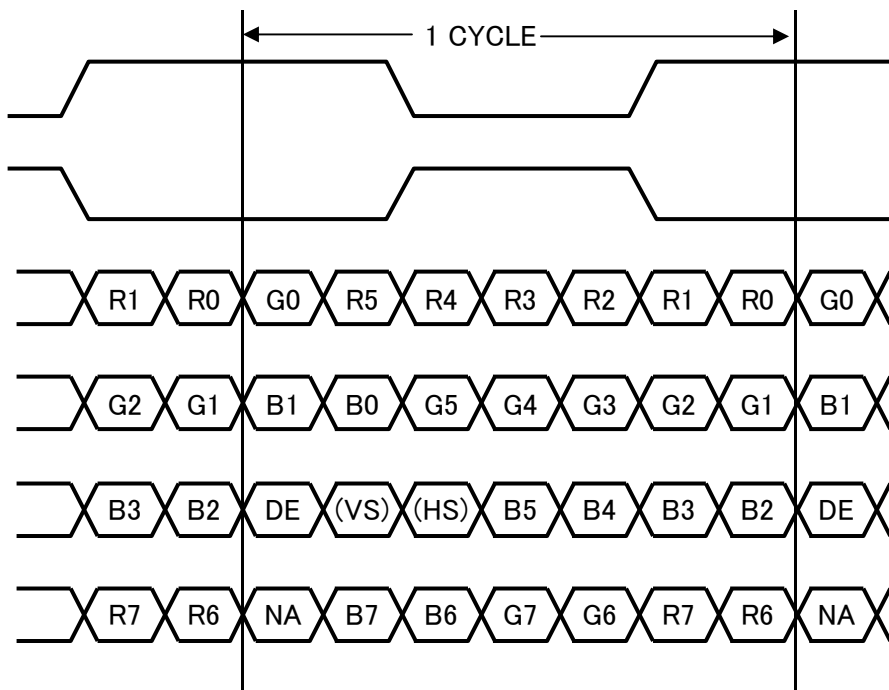 1 CYCLE
R1 R0 G0 R5 R4 R3 R2 R1 R0 G0
G2 G1 B1 B0 G5 G4 G3 G2 G1 B1
B3 B2 DE (VS) (HS) B5 B4 B3 B2 DE
R7 R6 NA B7 B6 G7 G6 R7 R6 NA